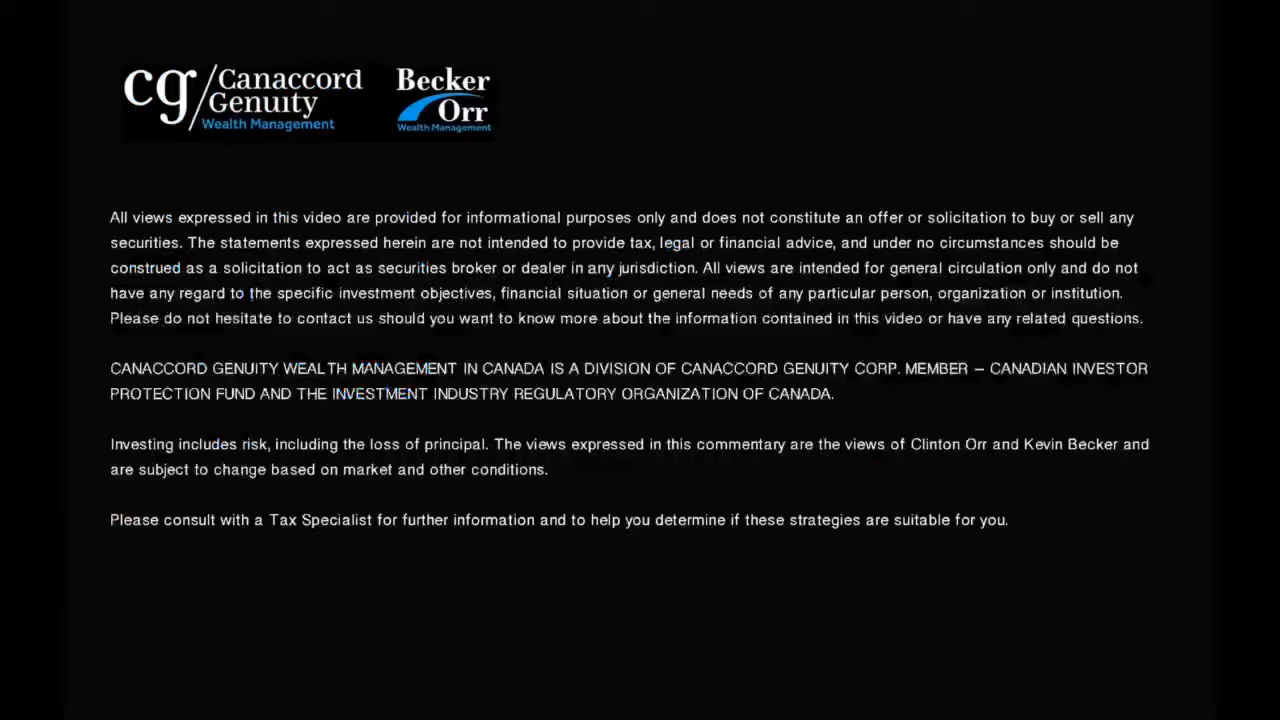 cg/Canaccord
Genuity
Wealth Management
Becker
Orr
Wealth Management
All views expressed in this video are provided for informational purposes only and does not constitute an offer or solicitation to buy or sell any
securities. The statements expressed herein are not intended to provide tax, legal or financial advice, and under no circumstances should be
construed as a solicitation to act as securities broker or dealer in any jurisdiction. All views are intended for general circulation only and do not
have any regard to the specific investment objectives, financial situation or general needs of any particular person, organization or institution.
Please do not hesitate to contact us should you want to know more about the information contained in this video or have any related questions.
CANACCORD GENUITY WEALTH MANAGEMENT IN CANADA IS A DIVISION OF CANACCORD GENUITY CORP. MEMBER – CANADIAN INVESTOR
PROTECTION FUND AND THE INVESTMENT INDUSTRY REGULATORY ORGANIZATION OF CANADA.
Investing includes risk, including the loss of principal. The views expressed in this commentary are the views of Clinton Orr and Kevin Becker and
are subject to change based on market and other conditions.
Please consult with a Tax Specialist for further information and to help you determine if these strategies are suitable for you.